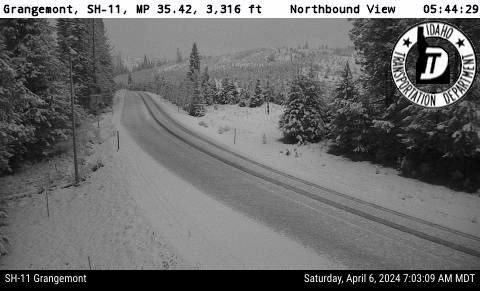 Grangemont, SH-11, MP 35.42, 3,316 ft Northbound View 05:44:29
IDAHO
TRANSPORTATION DEPARTMENT
SH-11 Grangemont Saturday, April 6, 2024 7:03:09 AM MDT